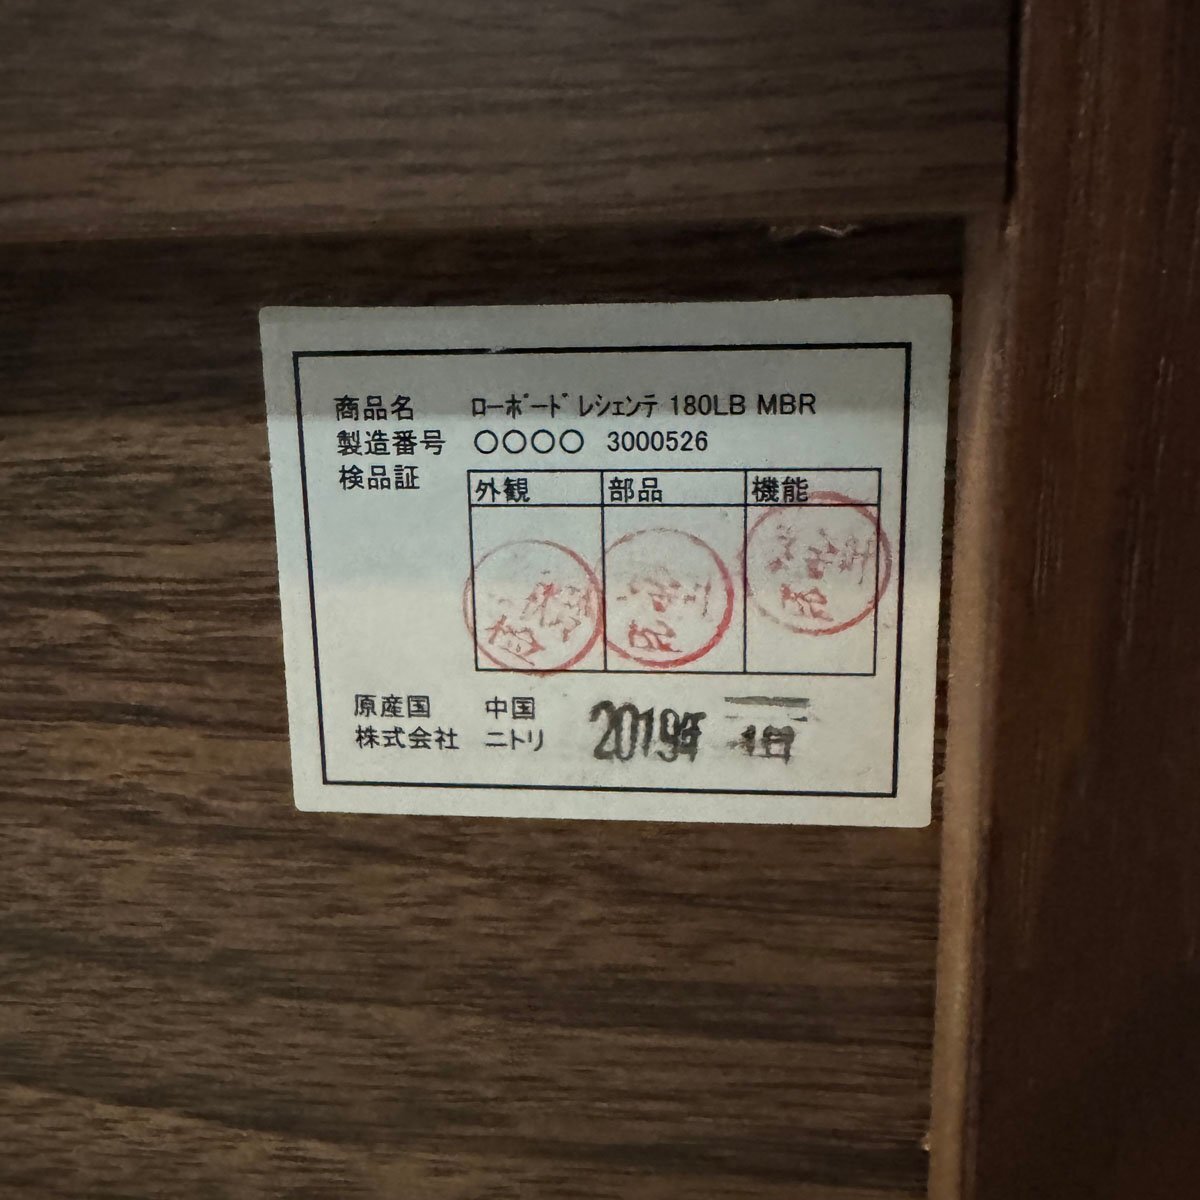 商品名 ﾛｰﾎﾞｰﾄﾞ ﾚｼｪﾝﾃ 180LB MBR
製造番号 〇〇〇〇 3000526
検品証
外観 部品 機能
原産国 中国
株式会社 ニトリ 2019年